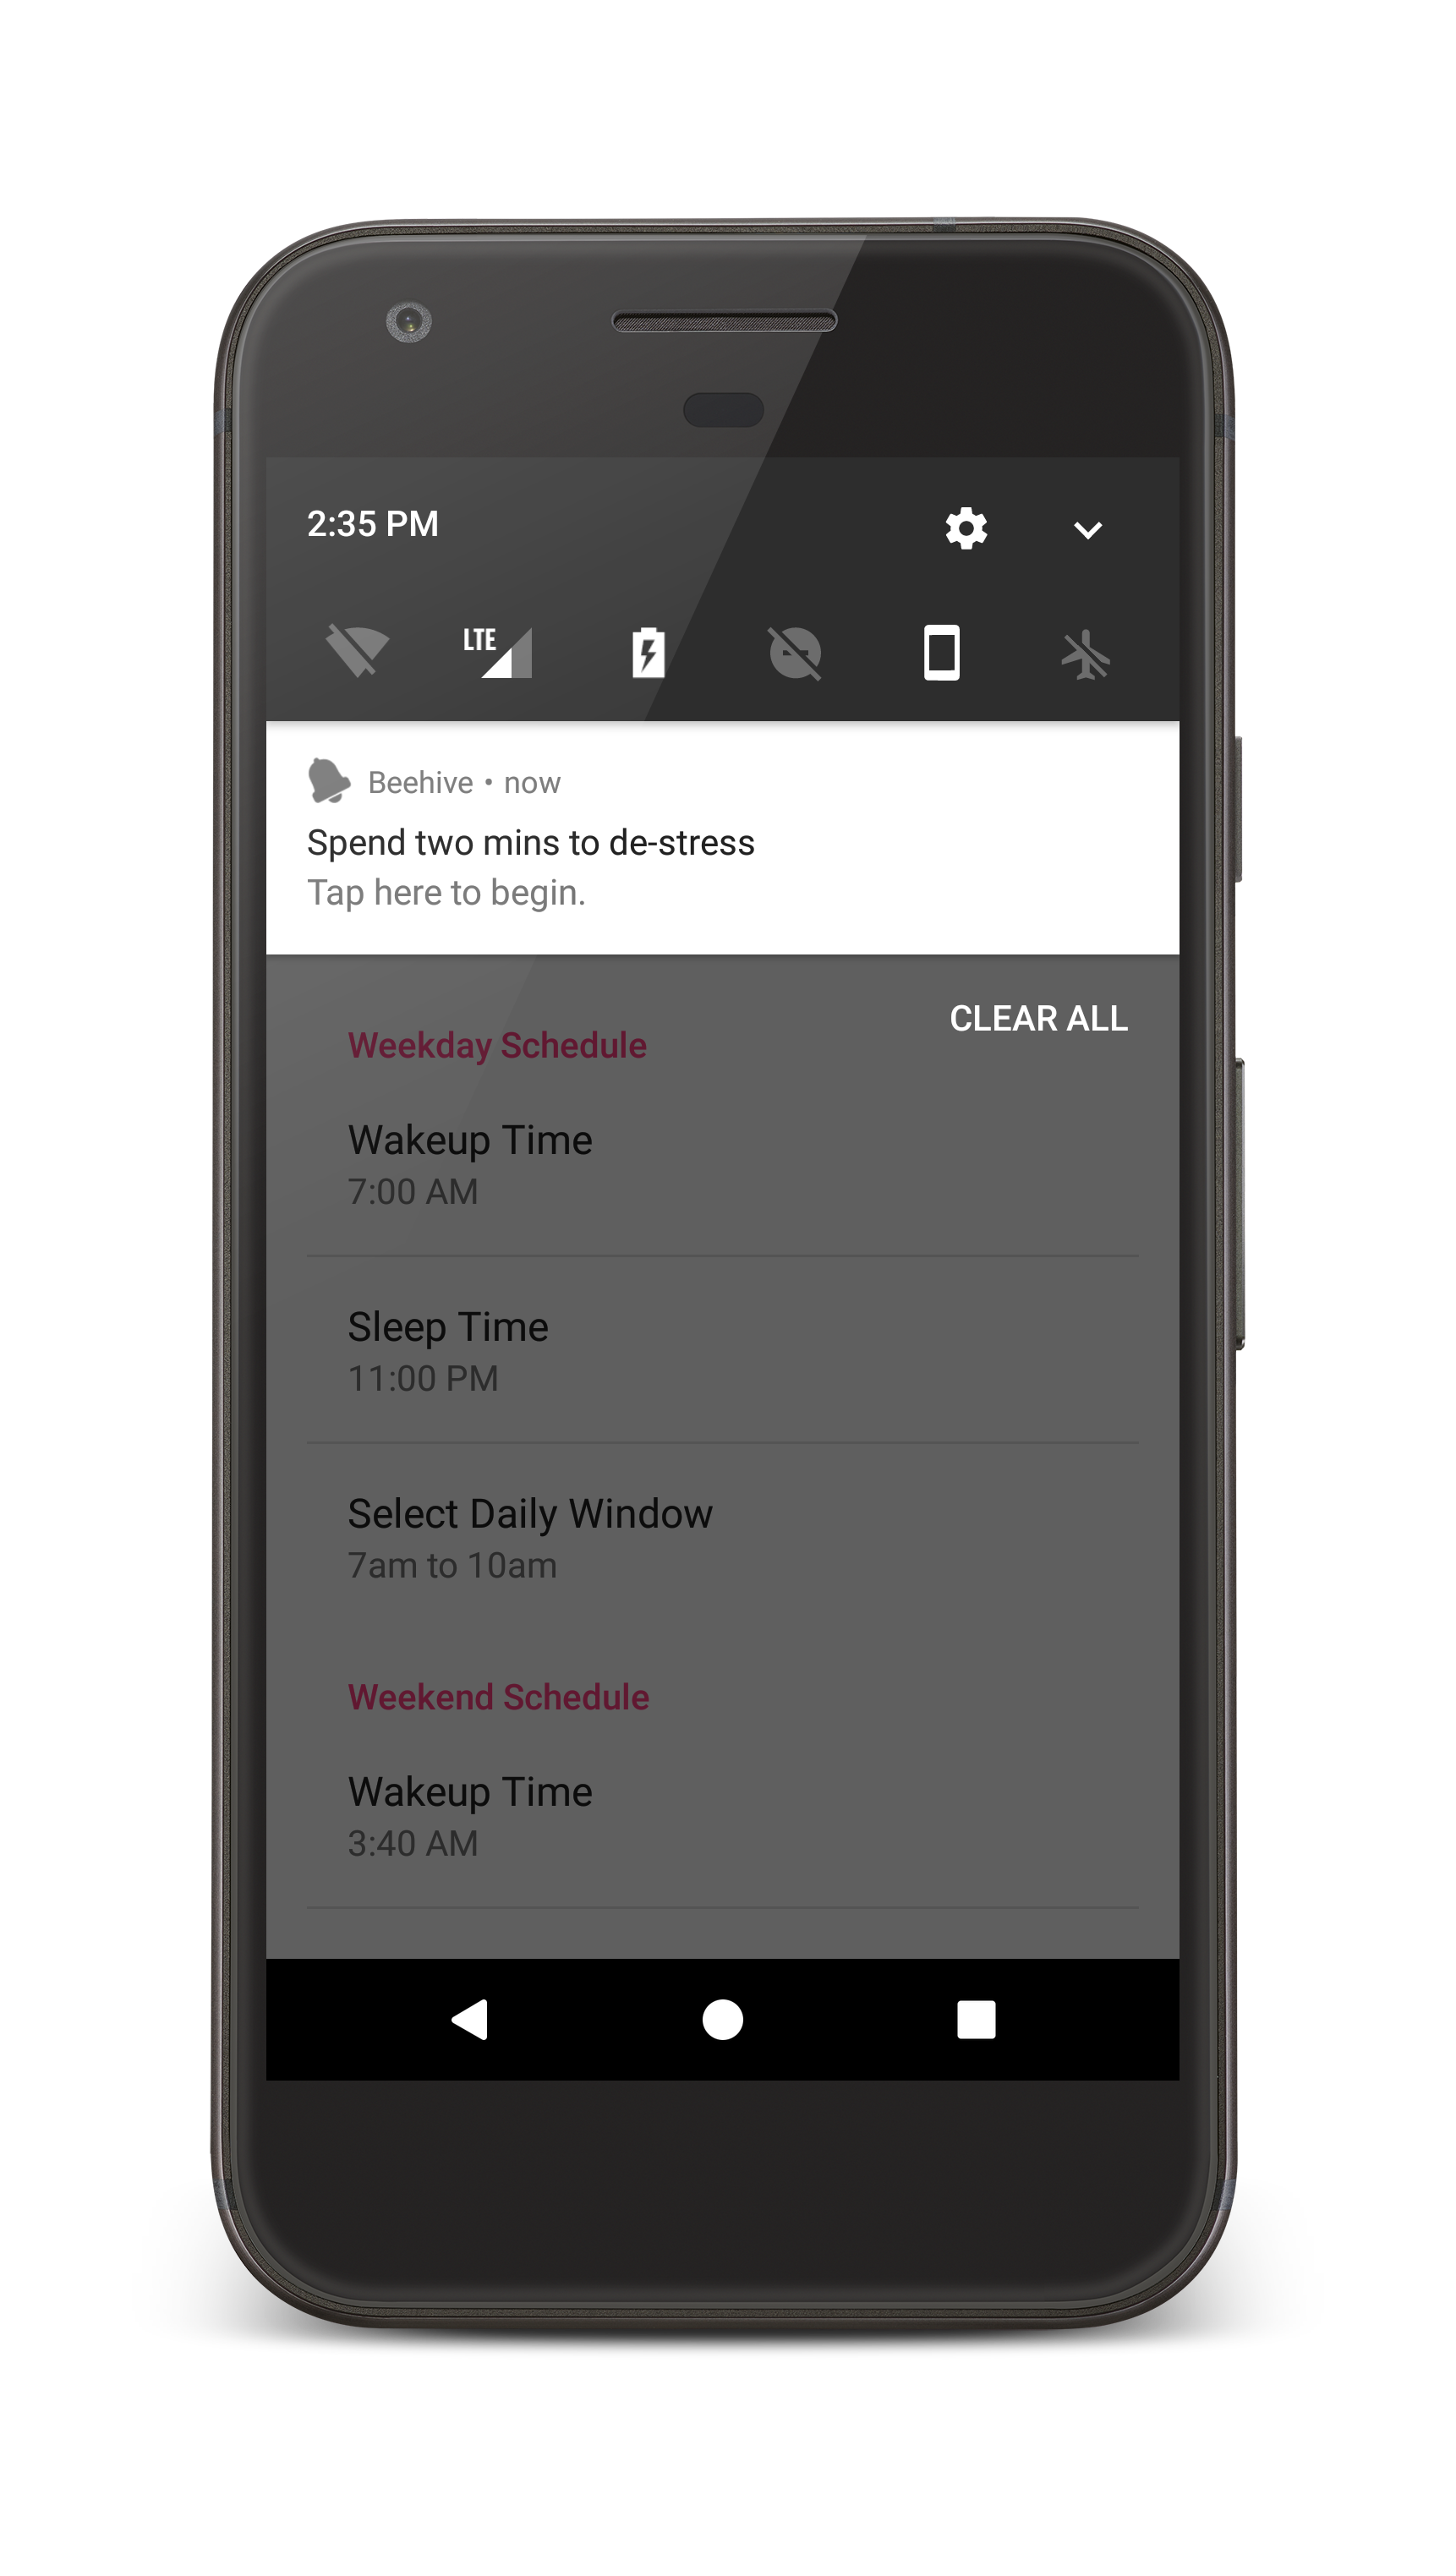 2:35 PM
LTE
Beehive • now
Spend two mins to de-stress
Tap here to begin.
CLEAR ALL
Weekday Schedule
Wakeup Time
7:00 AM
Sleep Time
11:00 PM
Select Daily Window
7am to 10am
Weekend Schedule
Wakeup Time
3:40 AM